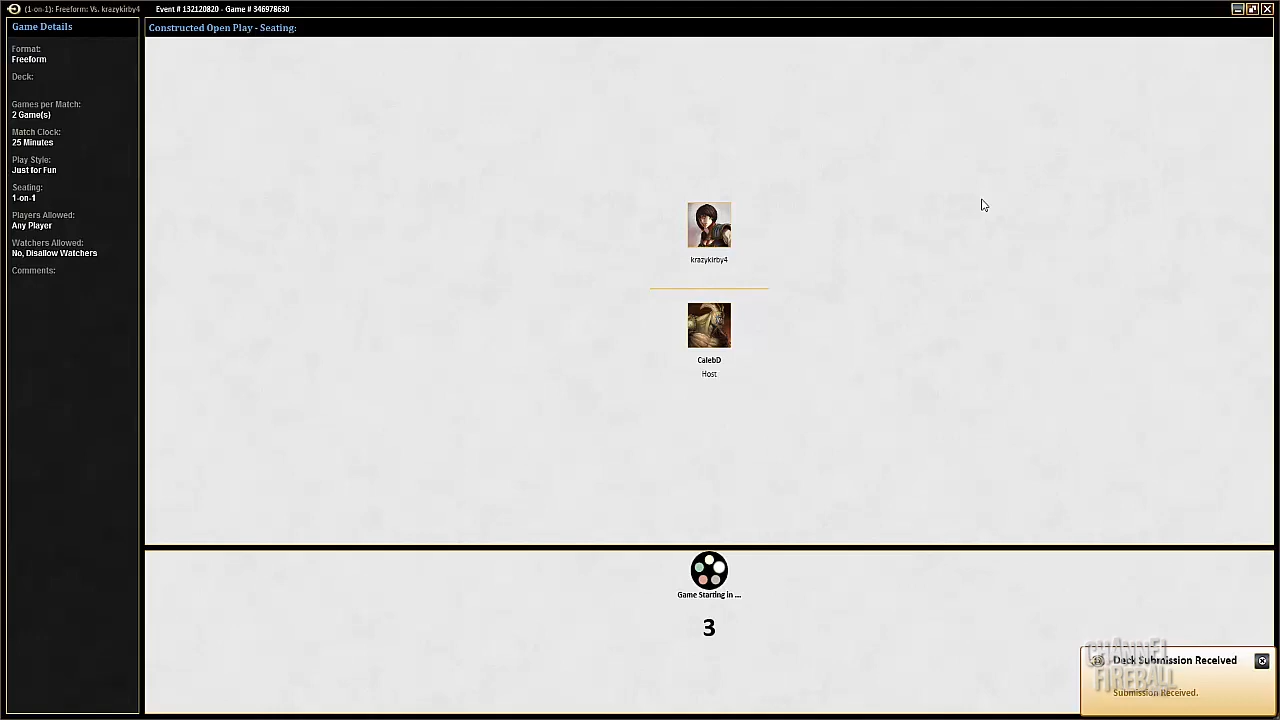 (1-on-1): Freeform: Vs. krazykirby4
Event # 132120820 - Game # 346978630
Game Details
Format:
Freeform
Deck:
Games per Match:
2 Game(s)
Match Clock:
25 Minutes
Play Style:
Just for Fun
Seating:
1-on-1
Players Allowed:
Any Player
Watchers Allowed:
No, Disallow Watchers
Comments:
Constructed Open Play - Seating:
krazykirby4
CalebD
Host
Game Starting in ...
3
Deck Submission Received
Submission Received.
CHANNEL
FIREBALL